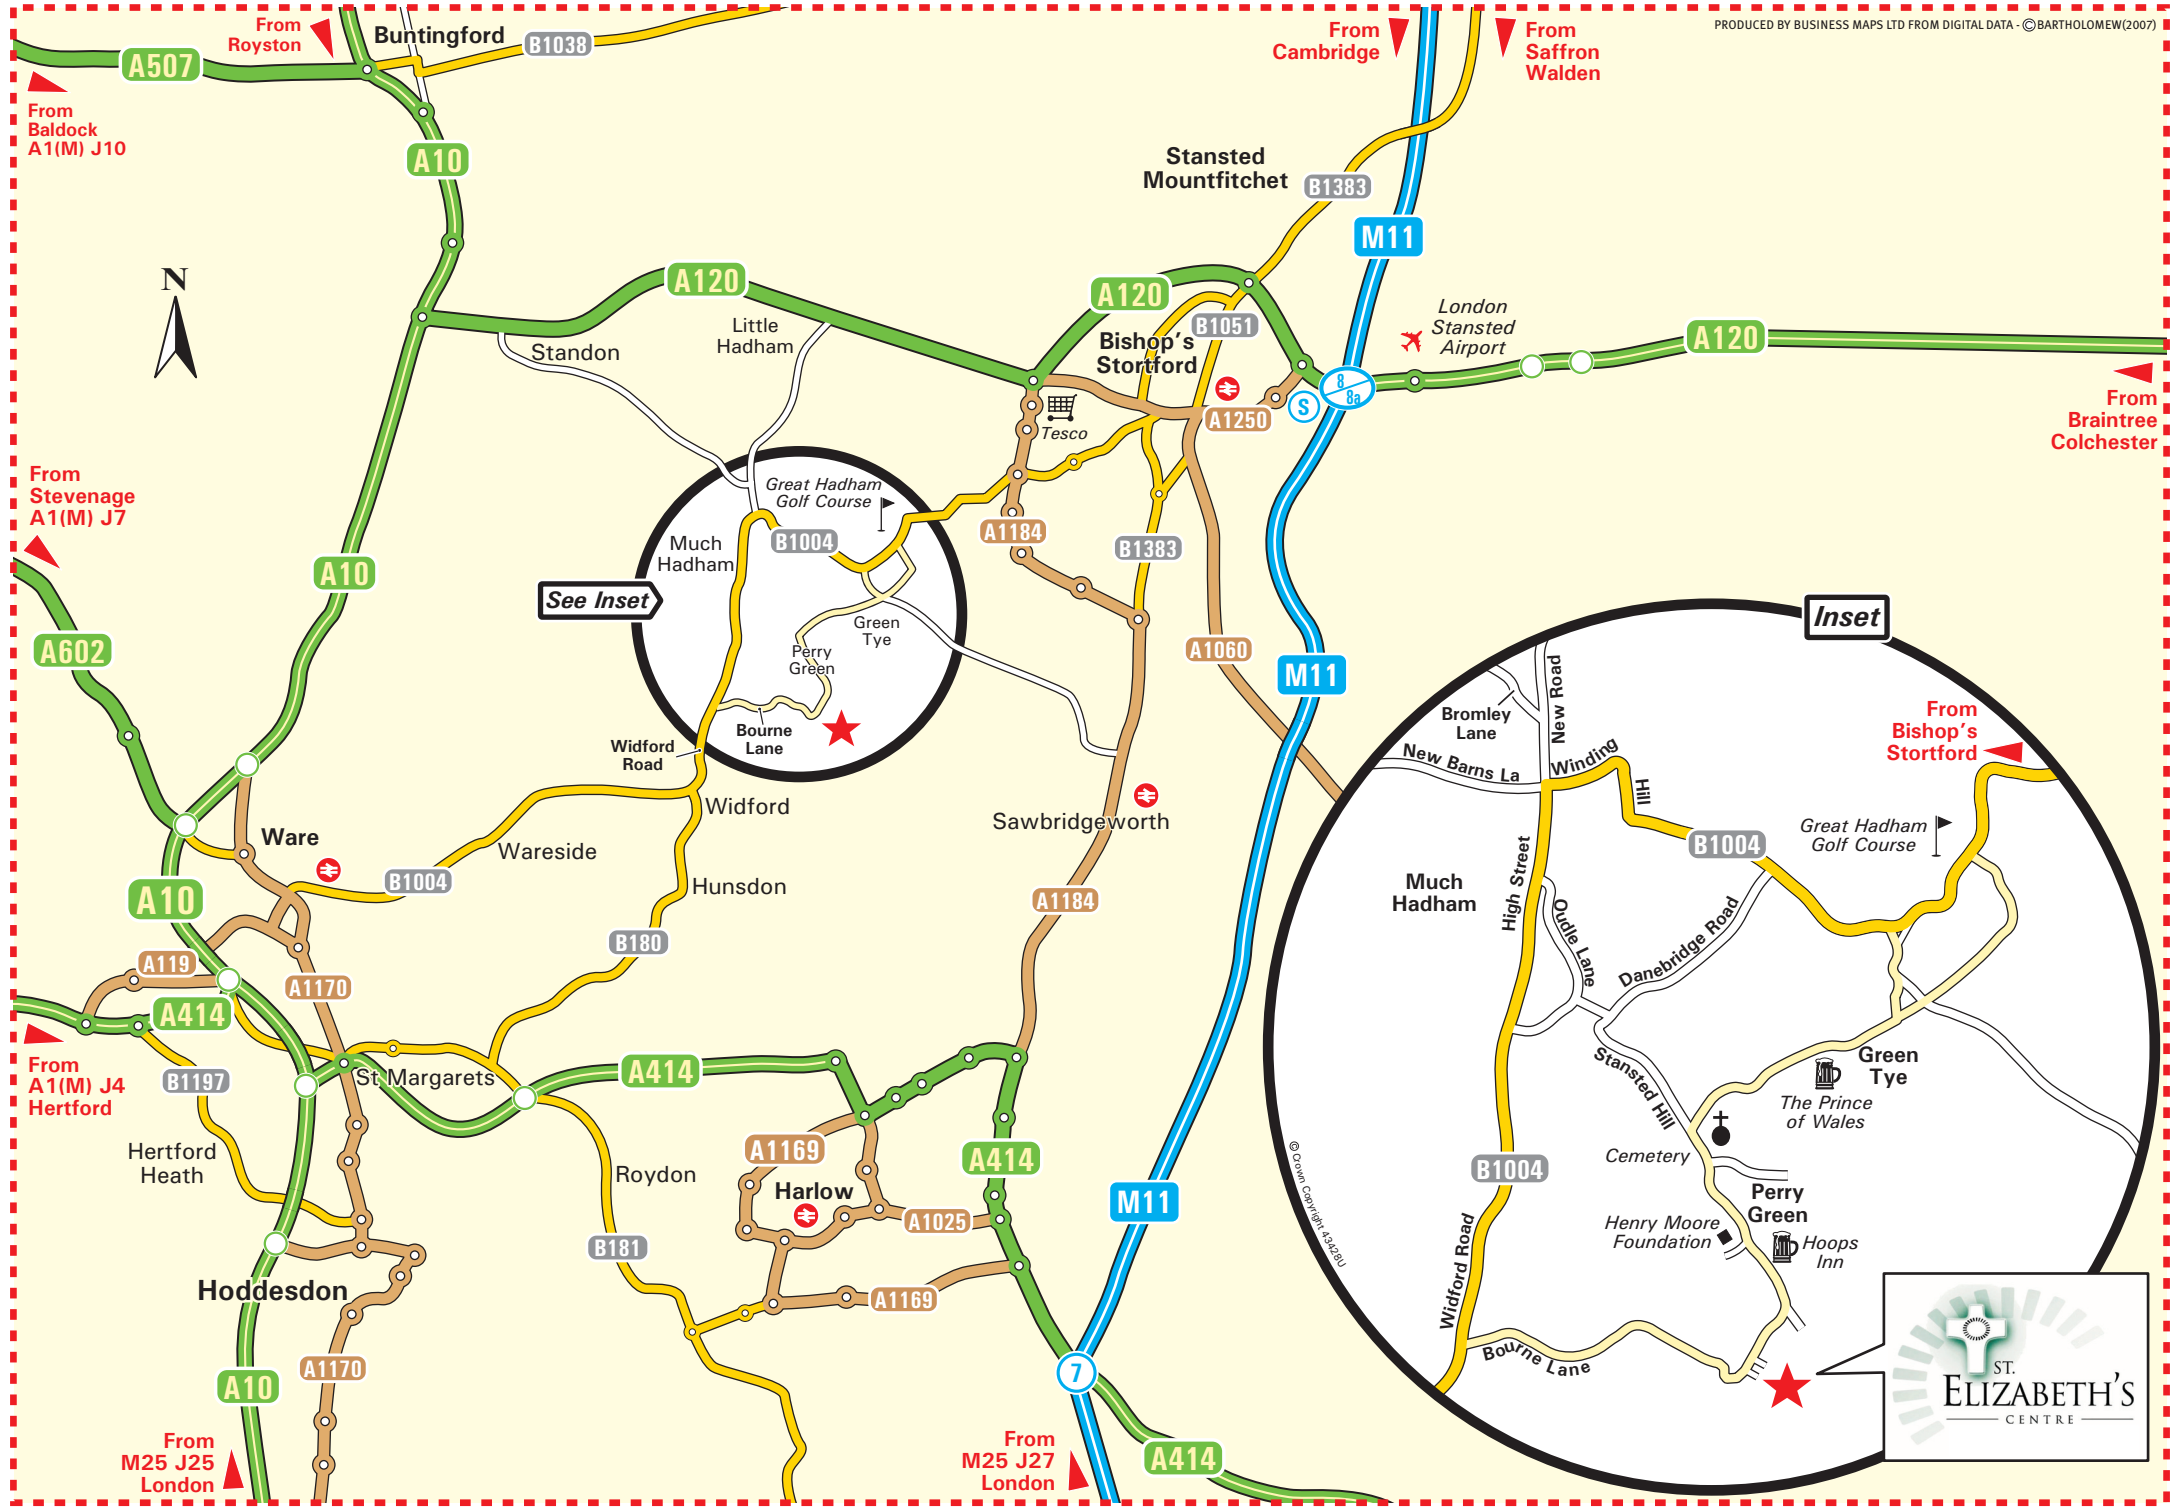 From
Royston
Buntingford
B1038
From
Cambridge
From
Saffron
Walden
PRODUCED BY BUSINESS MAPS LTD FROM DIGITAL DATA - ©BARTHOLOMEW(2007)
A507
From
Baldock
A1(M) J10
A10
Stansted
Mountfitchet
B1383
M11
N
A120
A120
London
Stansted
Airport
A120
Little
Hadham
Standon
B1051
Bishop's
Stortford
8
8a
S
A1250
Tesco
From
Braintree
Colchester
From
Stevenage
A1(M) J7
Great Hadham
Golf Course
A1184
B1004
Much
Hadham
B1383
A10
See Inset
Green
Tye
Perry
Green
A602
A1060
M11
Bourne
Lane
Widford
Road
Widford
Ware
Wareside
B1004
Hunsdon
Sawbridgeworth
A10
A1184
B180
A119
A1170
A414
From
A1(M) J4
Hertford
B1197
St Margarets
A414
Hertford
Heath
Roydon
A1169
Harlow
A414
A1025
M11
B181
Hoddesdon
A1169
A1170
A10
7
From
M25 J25
London
From
M25 J27
London
A414
Inset
New Road
Bromley
Lane
New Barns La
Winding
Hill
From
Bishop's
Stortford
B1004
Great Hadham
Golf Course
Much
Hadham
High Street
Oudle Lane
Danebridge Road
Stansted Hill
Green
Tye
The Prince
of Wales
Cemetery
B1004
Perry
Green
Henry Moore
Foundation
Hoops
Inn
Widford Road
Bourne Lane
© Crown Copyright 43428U
ST.
ELIZABETH'S
CENTRE